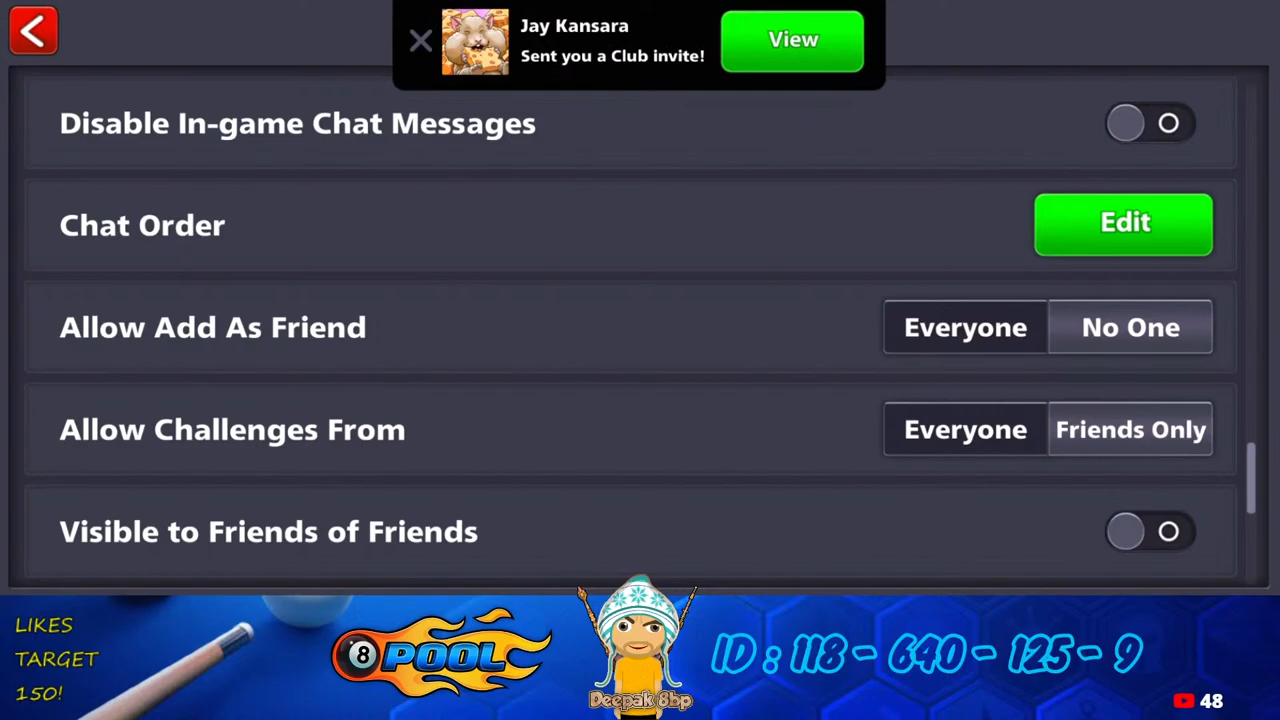 Jay Kansara
Sent you a Club invite!
View
Disable In-game Chat Messages
Chat Order
Edit
Allow Add As Friend
Everyone
No One
Allow Challenges From
Everyone
Friends Only
Visible to Friends of Friends
LIKES
TARGET
150!
8 POOL
Deepak 8bp
ID : 118 - 640 - 125 - 9
48